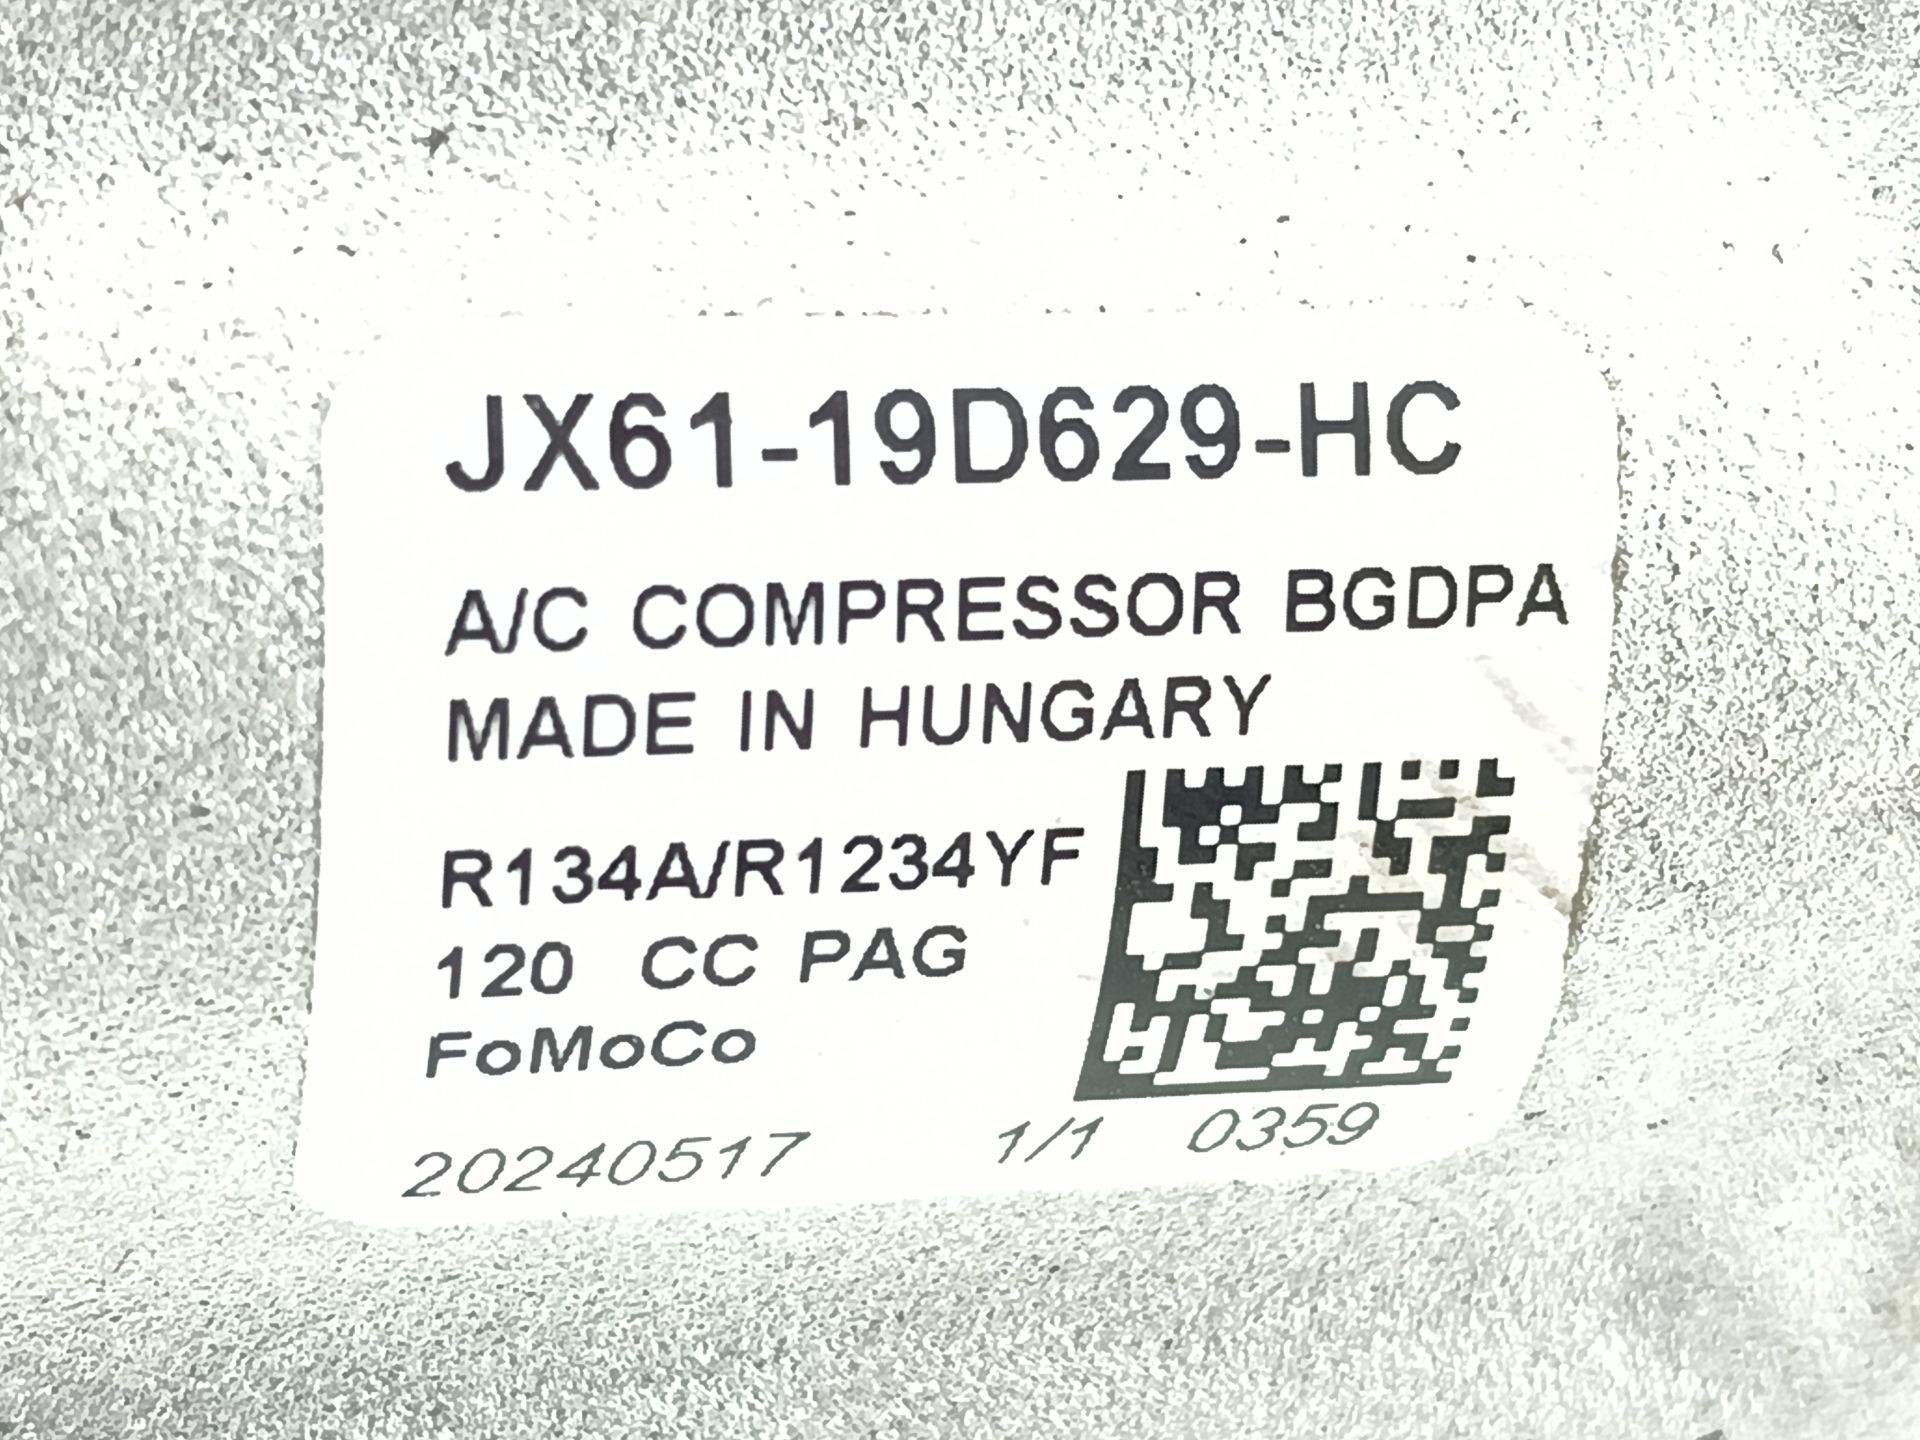 JX61-19D629-HC
A/C COMPRESSOR BGDPA
MADE IN HUNGARY
R134A/R1234YF
120 CC PAG
FoMoCo
20240517 1/1 0359